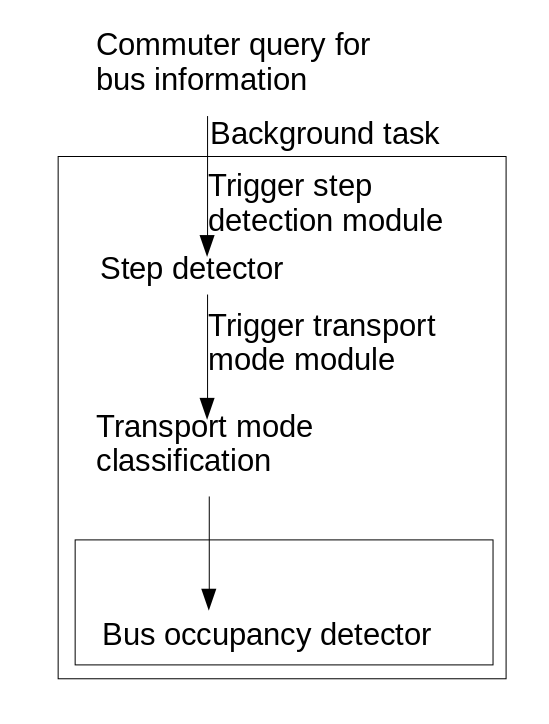 Commuter query for
bus information
Background task
Trigger step
detection module
Step detector
Trigger transport
mode module
Transport mode
classification
Bus occupancy detector